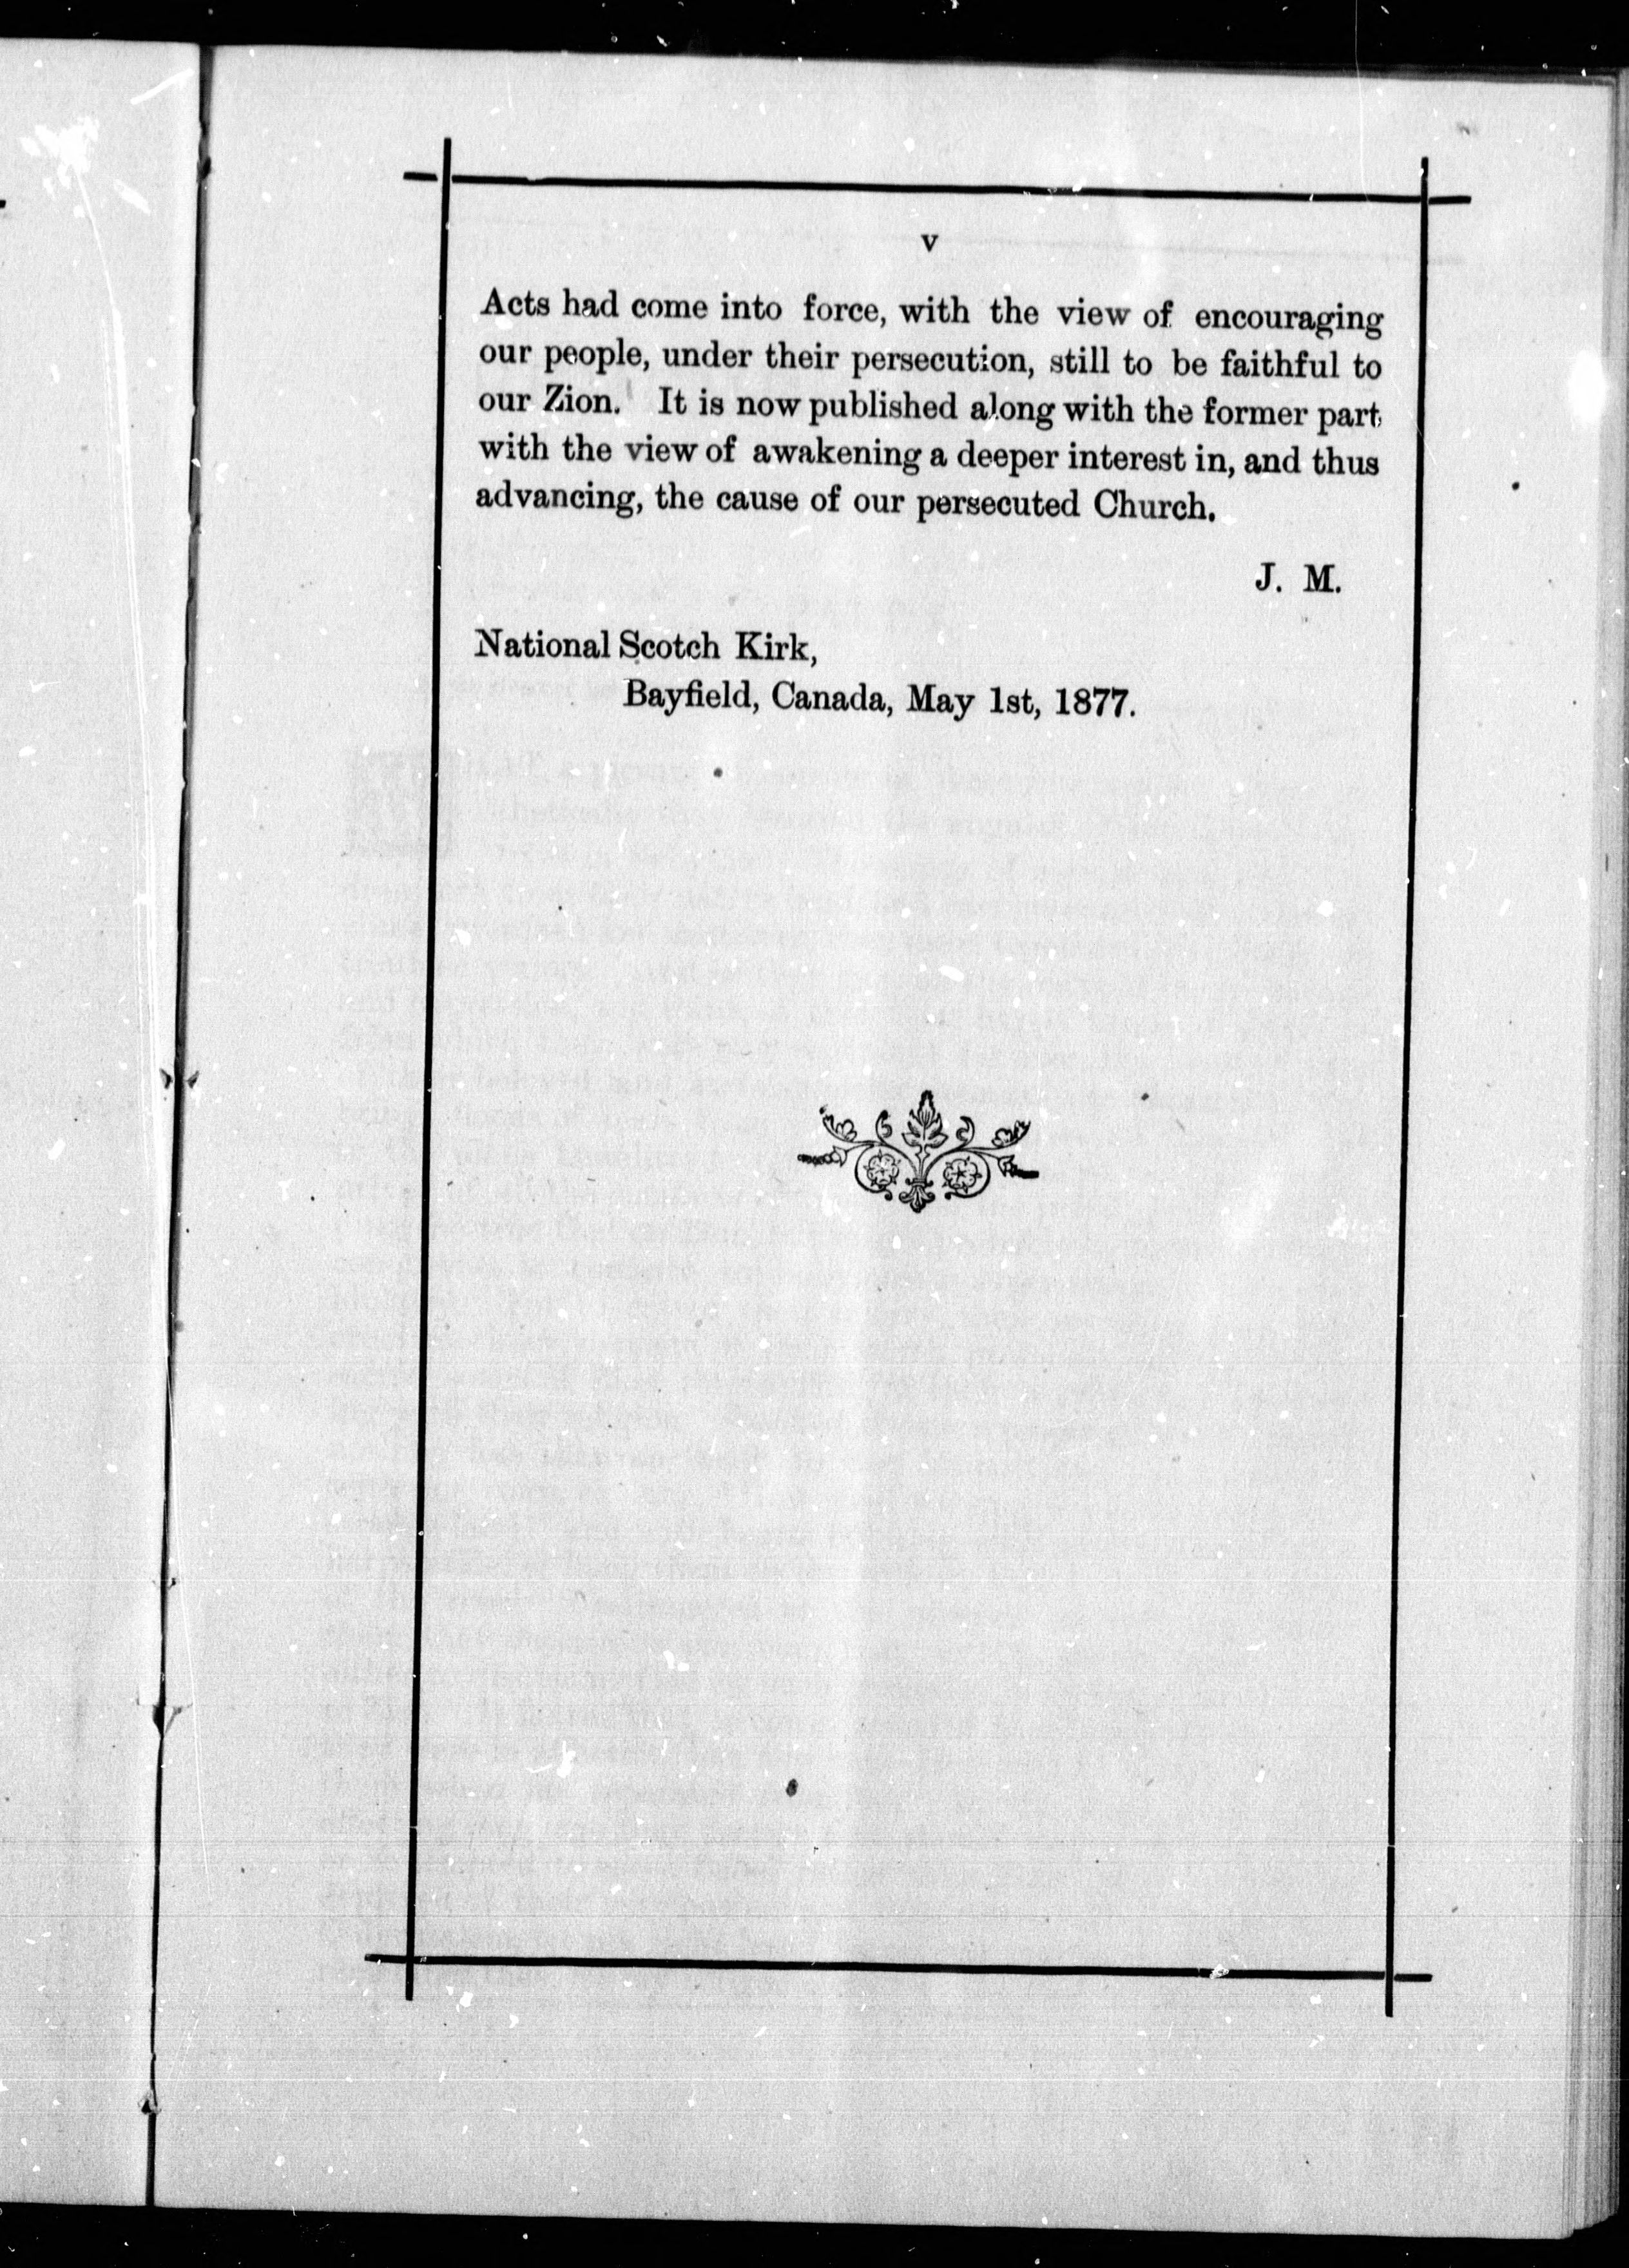 v
Acts had come into force, with the view of encouraging
our people, under their persecution, still to be faithful to
our Zion. It is now published along with the former part
with the view of awakening a deeper interest in, and thus
advancing, the cause of our persecuted Church.
J. M.
National Scotch Kirk,
Bayfield, Canada, May 1st, 1877.